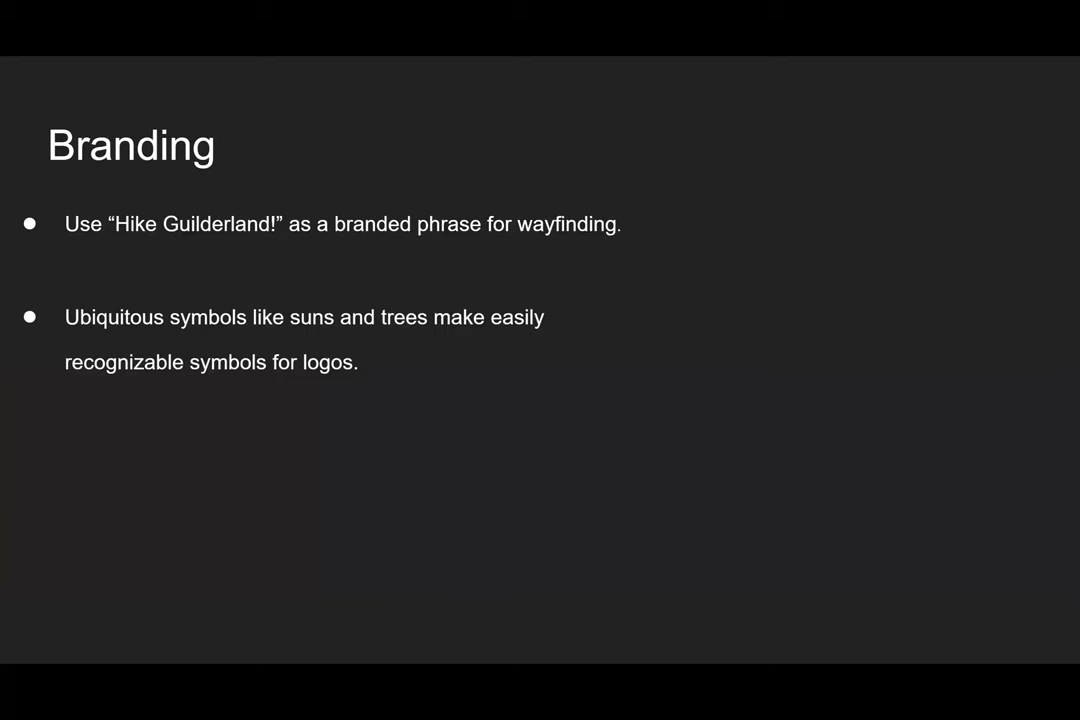 Branding
● Use “Hike Guilderland!” as a branded phrase for wayfinding.
● Ubiquitous symbols like suns and trees make easily
recognizable symbols for logos.